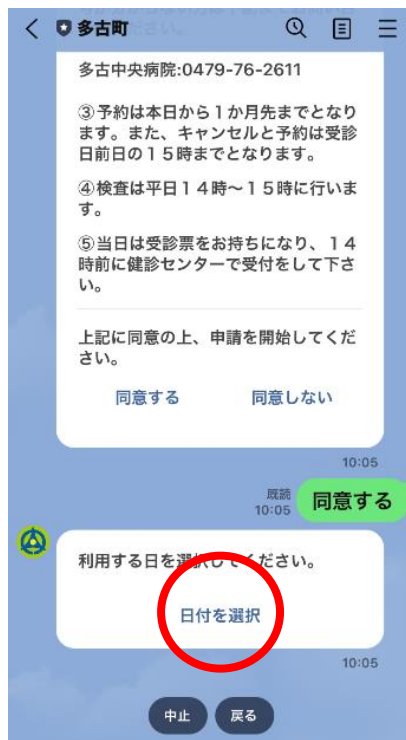 多古町
多古中央病院:0479-76-2611
③予約は本日から1か月先までとなり
ます。また、キャンセルと予約は受診
日前日の15時までとなります。
④検査は平日14時～15時に行いま
す。
⑤当日は受診票をお持ちになり、14
時前に健診センターで受付をして下さ
い。
上記に同意の上、申請を開始してくだ
さい。
同意する 同意しない
10:05
既読
10:05
同意する
利用する日を選択してください。
日付を選択
10:05
中止 戻る